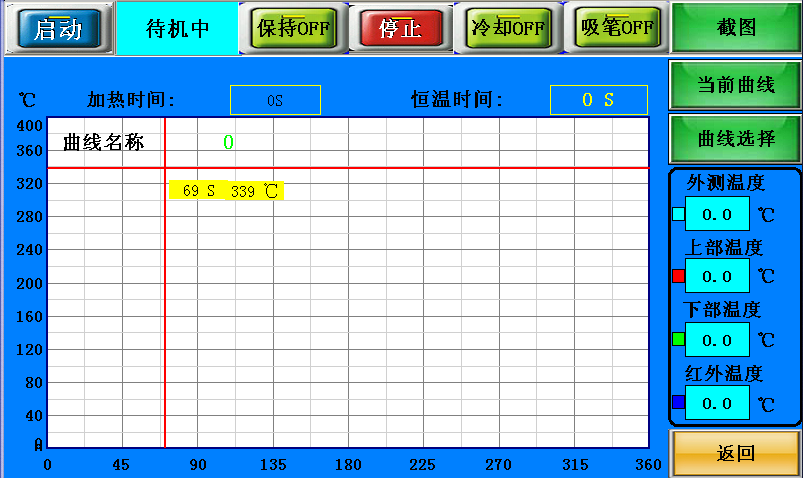 启动 待机中 保持OFF 停止 冷却OFF 吸笔OFF 截图
℃ 加热时间: 0S 恒温时间: 0 S 当前曲线
曲线名称 0 曲线选择
69 S 339 ℃
400
360
320
280
240
200
160
120
80
40
0
0 45 90 135 180 225 270 315 360
外测温度
0.0 ℃
上部温度
0.0 ℃
下部温度
0.0 ℃
红外温度
0.0 ℃
返回